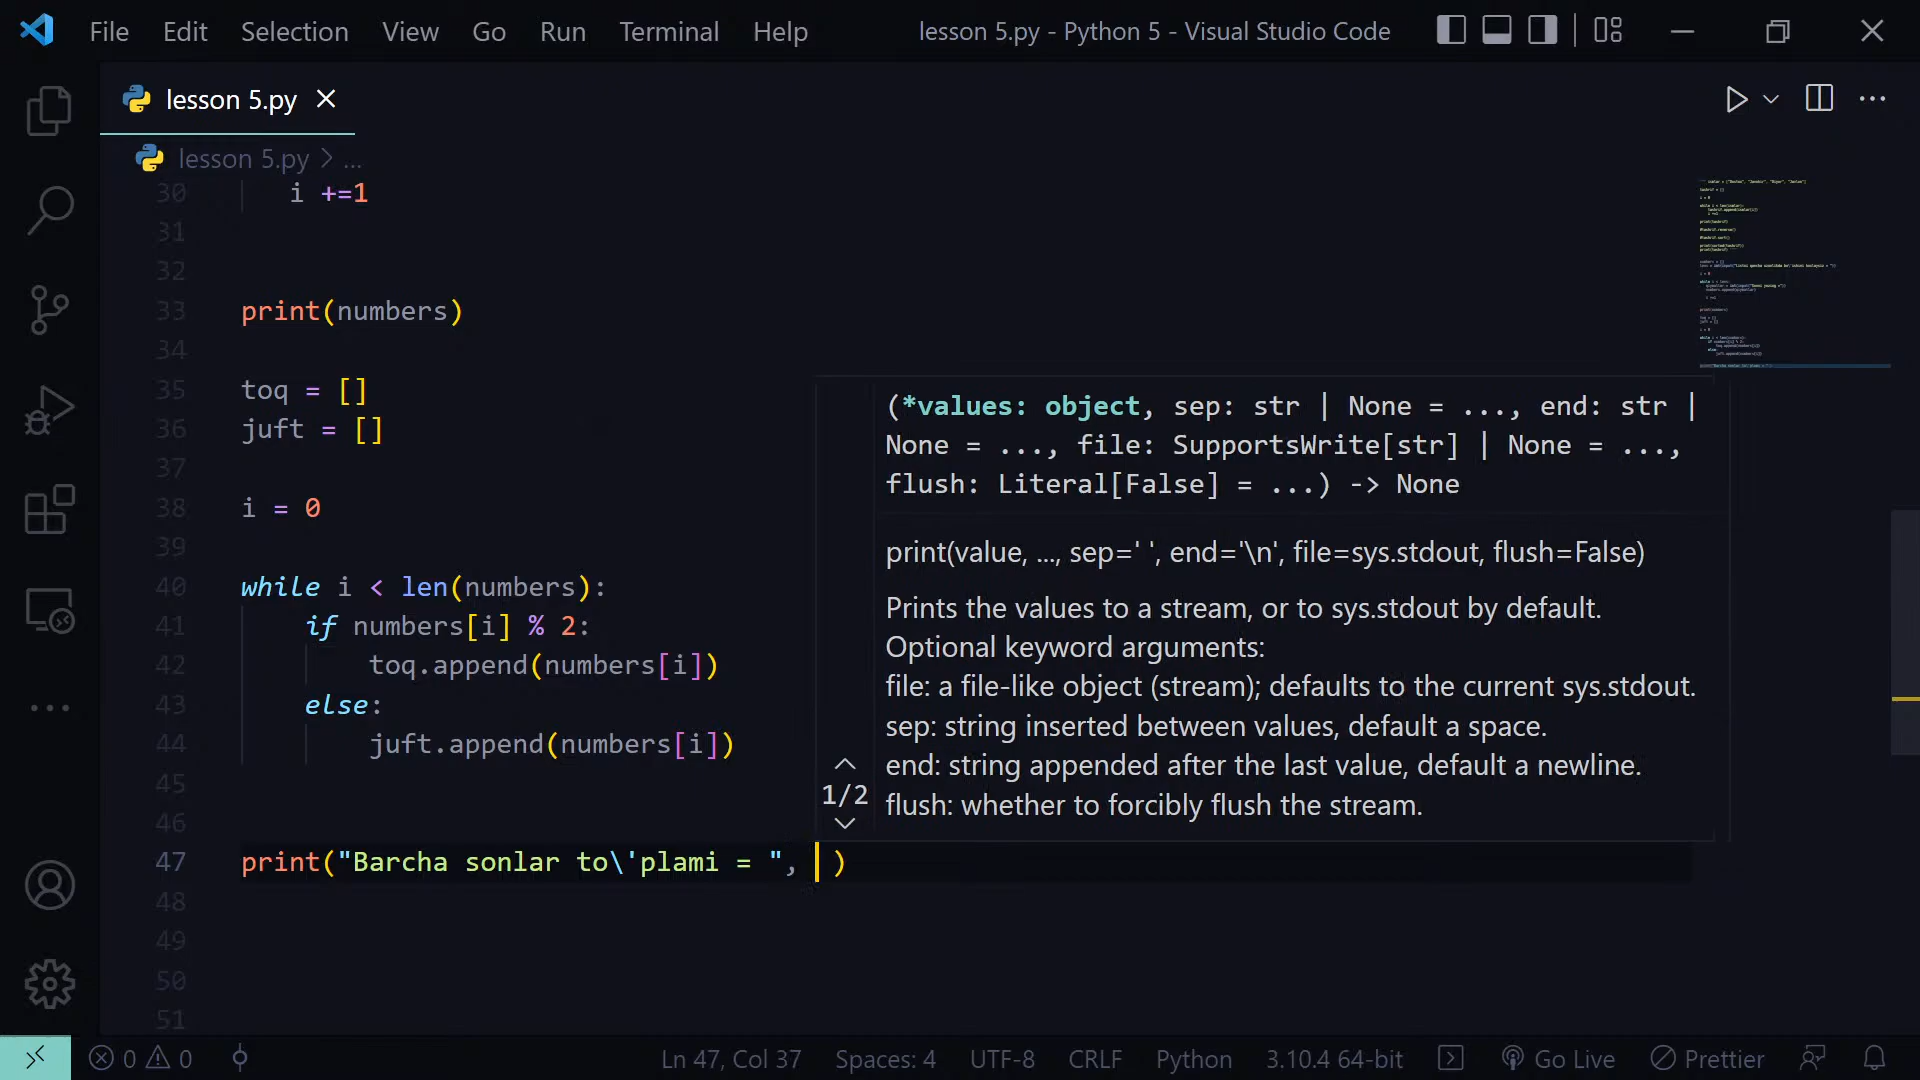 File Edit Selection View Go Run Terminal Help lesson 5.py - Python 5 - Visual Studio Code
lesson 5.py
lesson 5.py > ...
30 i +=1
31
32
33 print(numbers)
34
35 toq = []
36 juft = []
37
38 i = 0
39
40 while i < len(numbers):
41 if numbers[i] % 2:
42 toq.append(numbers[i])
43 else:
44 juft.append(numbers[i])
45
46
47 print("Barcha sonlar to\'plami = ", )
48
49
50
51
(*values: object, sep: str | None = ..., end: str |
None = ..., file: SupportsWrite[str] | None = ...,
flush: Literal[False] = ...) -> None
print(value, ..., sep=' ', end='\n', file=sys.stdout, flush=False)
Prints the values to a stream, or to sys.stdout by default.
Optional keyword arguments:
file: a file-like object (stream); defaults to the current sys.stdout.
sep: string inserted between values, default a space.
end: string appended after the last value, default a newline.
flush: whether to forcibly flush the stream.
1/2
0 0 Ln 47, Col 37 Spaces: 4 UTF-8 CRLF Python 3.10.4 64-bit Go Live Prettier